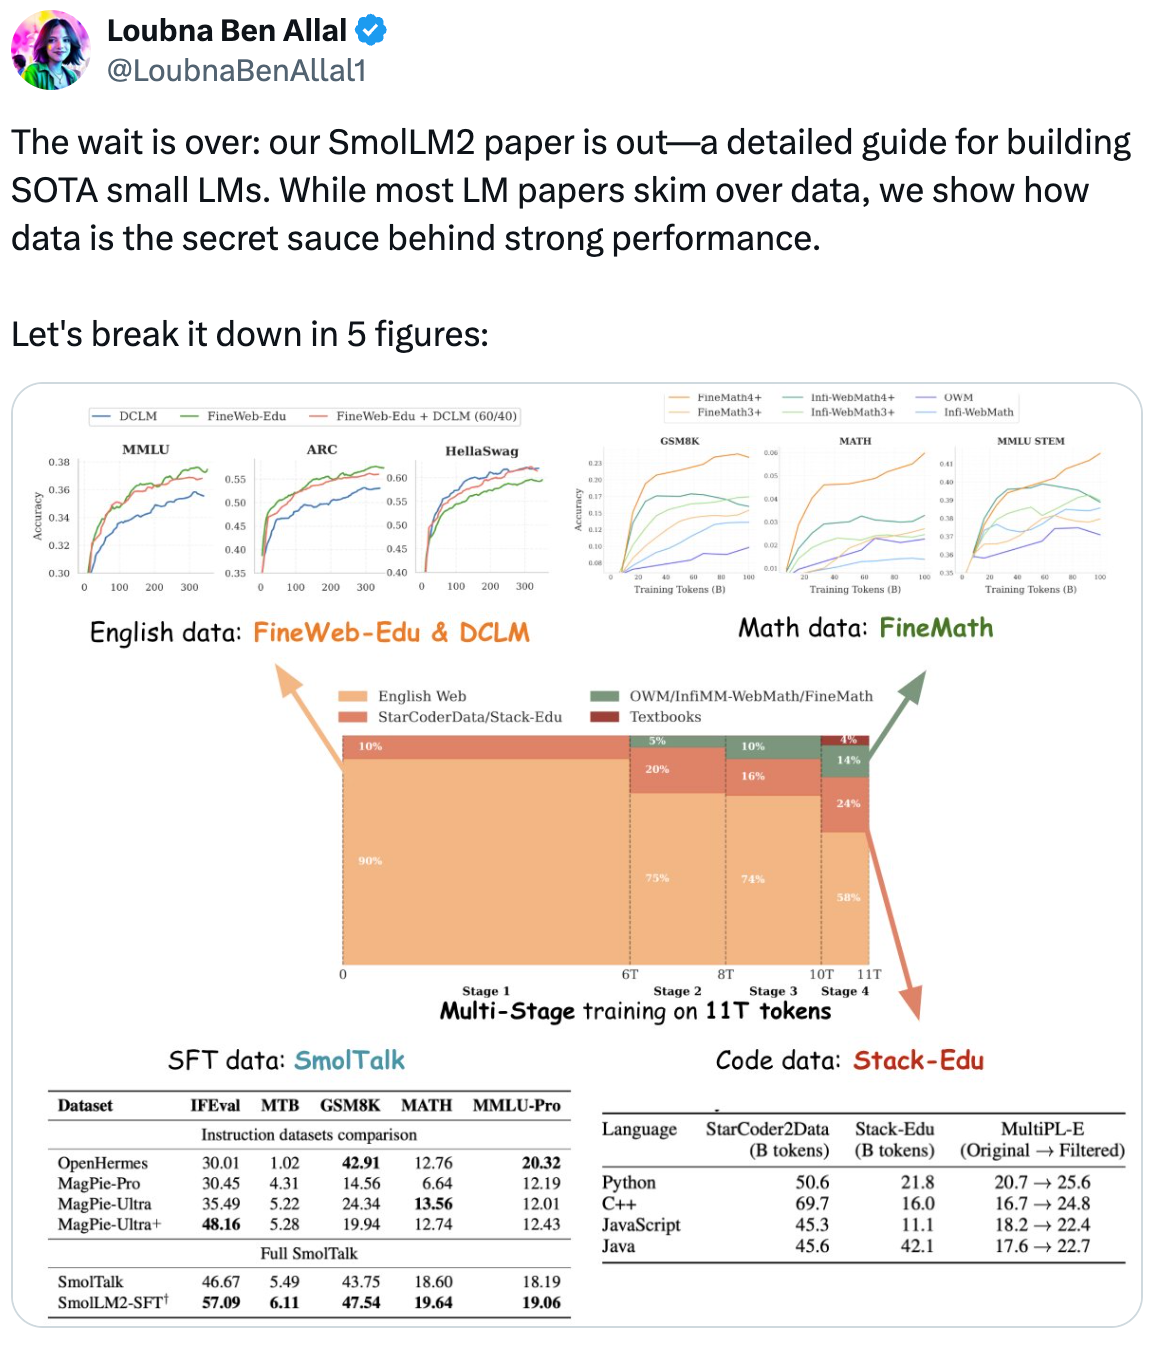 Loubna Ben Allal
@LoubnaBenAllal1
The wait is over: our SmolLM2 paper is out—a detailed guide for building
SOTA small LMs. While most LM papers skim over data, we show how
data is the secret sauce behind strong performance.
Let's break it down in 5 figures:
DCLM FineWeb-Edu FineWeb-Edu + DCLM (60/40)
MMLU ARC HellaSwag
Accuracy
0.38
0.36
0.34
0.32
0.30
0 100 200 300
0.55
0.50
0.45
0.40
0.35
0 100 200 300
0.60
0.55
0.50
0.45
0.40
0 100 200 300
FineMath4+ Infi-WebMath4+ OWM
FineMath3+ Infi-WebMath3+ Infi-WebMath
GSM8K MATH MMLU STEM
Accuracy
0.23
0.20
0.17
0.15
0.12
0.10
0.08
0 20 40 60 80 100
Training Tokens (B)
0.06
0.05
0.04
0.03
0.02
0.01
20 40 60 80 100
Training Tokens (B)
0.41
0.40
0.39
0.38
0.37
0.36
0.35
0 20 40 60 80 100
Training Tokens (B)
English data: FineWeb-Edu & DCLM
Math data: FineMath
English Web OWM/InfiMM-WebMath/FineMath
StarCoderData/Stack-Edu Textbooks
10% 5% 10% 4%
20% 16% 14%
24%
90% 75% 74% 58%
0 6T 8T 10T 11T
Stage 1 Stage 2 Stage 3 Stage 4
Multi-Stage training on 11T tokens
SFT data: SmolTalk
Dataset IFEval MTB GSM8K MATH MMLU-Pro
Instruction datasets comparison
OpenHermes 30.01 1.02 42.91 12.76 20.32
MagPie-Pro 30.45 4.31 14.56 6.64 12.19
MagPie-Ultra 35.49 5.22 24.34 13.56 12.01
MagPie-Ultra+ 48.16 5.28 19.94 12.74 12.43
Full SmolTalk
SmolTalk 46.67 5.49 43.75 18.60 18.19
SmolLM2-SFT† 57.09 6.11 47.54 19.64 19.06
Code data: Stack-Edu
Language StarCoder2Data Stack-Edu MultiPL-E
(B tokens) (B tokens) (Original → Filtered)
Python 50.6 21.8 20.7 → 25.6
C++ 69.7 16.0 16.7 → 24.8
JavaScript 45.3 11.1 18.2 → 22.4
Java 45.6 42.1 17.6 → 22.7